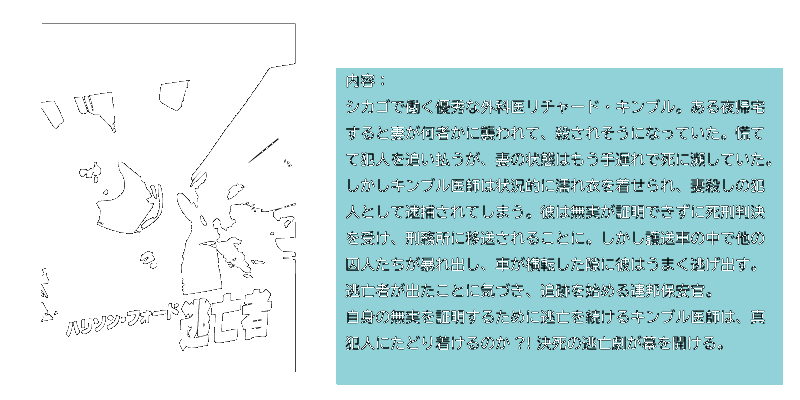 ハリソン・フォード
逃亡者
内容：
シカゴで働く優秀な外科医リチャード・キンブル。ある夜帰宅
すると妻が何者かに襲われて、殺されそうになっていた。慌て
て犯人を追い払うが、妻の状態はもう手遅れで死に瀕していた。
しかしキンブル医師は状況的に濡れ衣を着せられ、妻殺しの犯
人として逮捕されてしまう。彼は無実が証明できずに死刑判決
を受け、刑務所に移送されることに。しかし護送車の中で他の
囚人たちが暴れ出し、車が横転した隙に彼はうまく逃げ出す。
逃亡者が出たことに気づき、追跡を始める連邦保安官。
自身の無実を証明するために逃亡を続けるキンブル医師は、真
犯人にたどり着けるのか？! 決死の逃亡劇が幕を開ける。